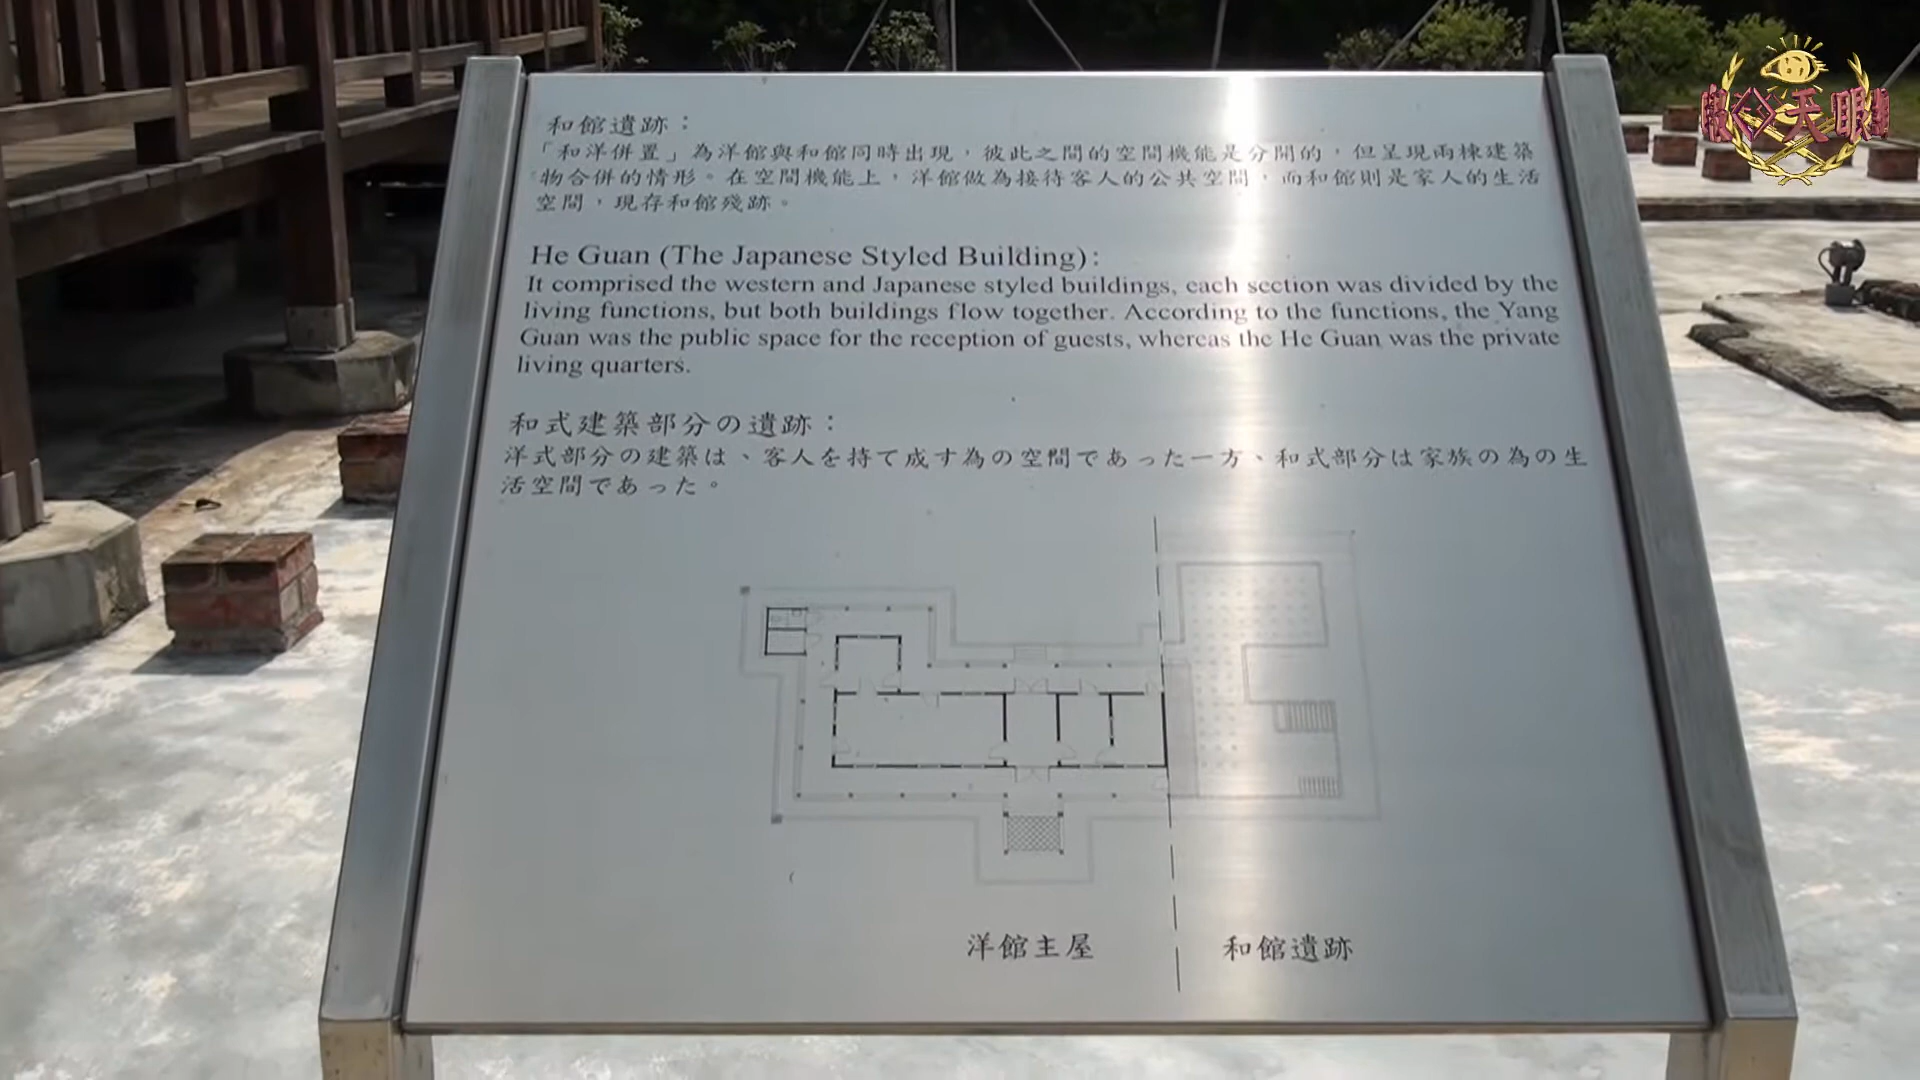 和館遺跡：
「和洋併置」為洋館與和館同時出現，彼此之間的空間機能是分開的，但呈現兩棟建築
物合併的情形。在空間機能上，洋館做為接待客人的公共空間，而和館則是家人的生活
空間，現存和館殘跡。
He Guan (The Japanese Styled Building):
It comprised the western and Japanese styled buildings, each section was divided by the
living functions, but both buildings flow together. According to the functions, the Yang
Guan was the public space for the reception of guests, whereas the He Guan was the private
living quarters.
和式建築部分の遺跡：
洋式部分の建築は、客人を持て成す為の空間であった一方、和式部分は家族の為の生
活空間であった。
洋館主屋
和館遺跡
天眼